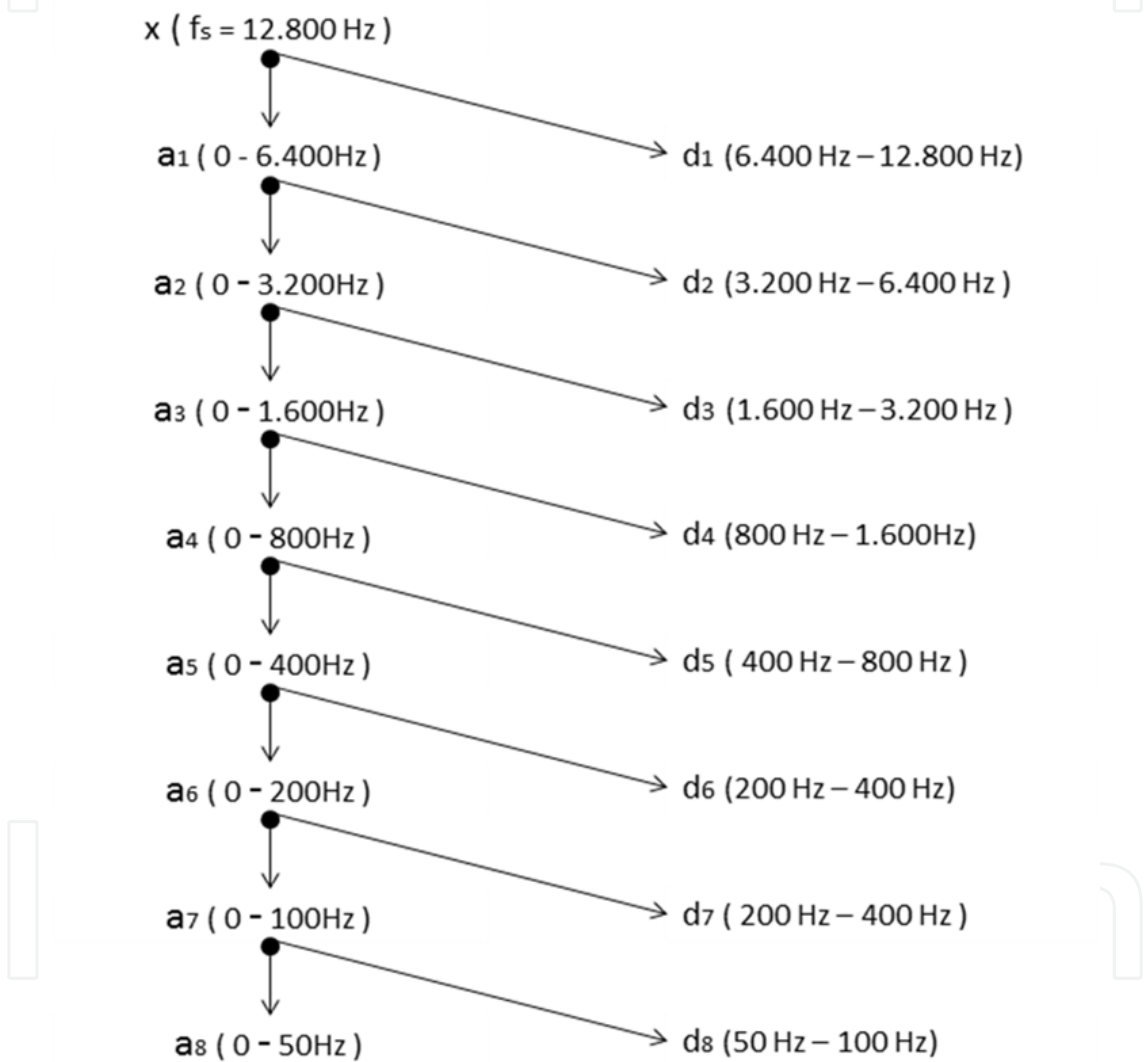 x ( fs = 12.800 Hz )
a1 ( 0 - 6.400Hz )
d1 (6.400 Hz – 12.800 Hz)
a2 ( 0 - 3.200Hz )
d2 (3.200 Hz – 6.400 Hz )
a3 ( 0 - 1.600Hz )
d3 (1.600 Hz – 3.200 Hz )
a4 ( 0 - 800Hz )
d4 (800 Hz – 1.600Hz)
a5 ( 0 - 400Hz )
d5 ( 400 Hz – 800 Hz )
a6 ( 0 - 200Hz )
d6 (200 Hz – 400 Hz)
a7 ( 0 - 100Hz )
d7 ( 200 Hz – 400 Hz )
a8 ( 0 - 50Hz )
d8 (50 Hz – 100 Hz)